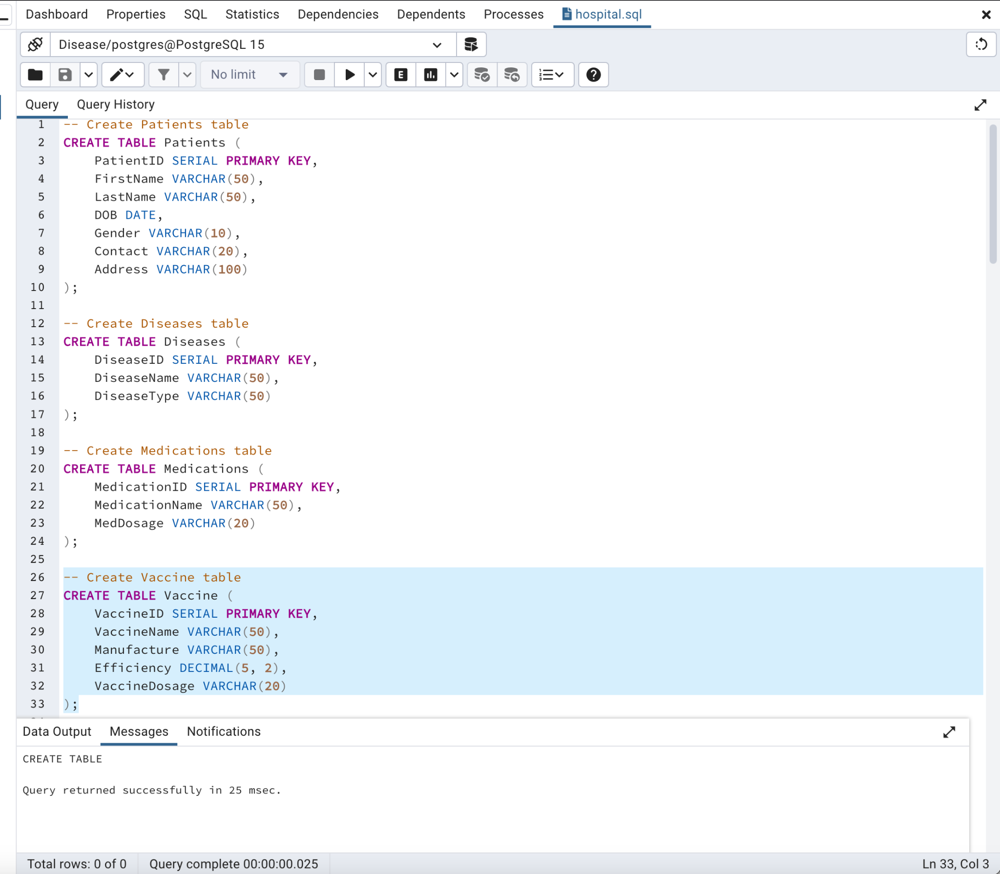 Dashboard Properties SQL Statistics Dependencies Dependents Processes hospital.sql
Disease/postgres@PostgreSQL 15
No limit E
Query Query History
1 -- Create Patients table
2 CREATE TABLE Patients (
3 PatientID SERIAL PRIMARY KEY,
4 FirstName VARCHAR(50),
5 LastName VARCHAR(50),
6 DOB DATE,
7 Gender VARCHAR(10),
8 Contact VARCHAR(20),
9 Address VARCHAR(100)
10 );
11
12 -- Create Diseases table
13 CREATE TABLE Diseases (
14 DiseaseID SERIAL PRIMARY KEY,
15 DiseaseName VARCHAR(50),
16 DiseaseType VARCHAR(50)
17 );
18
19 -- Create Medications table
20 CREATE TABLE Medications (
21 MedicationID SERIAL PRIMARY KEY,
22 MedicationName VARCHAR(50),
23 MedDosage VARCHAR(20)
24 );
25
26 -- Create Vaccine table
27 CREATE TABLE Vaccine (
28 VaccineID SERIAL PRIMARY KEY,
29 VaccineName VARCHAR(50),
30 Manufacture VARCHAR(50),
31 Efficiency DECIMAL(5, 2),
32 VaccineDosage VARCHAR(20)
33 );
Data Output Messages Notifications
CREATE TABLE
Query returned successfully in 25 msec.
Total rows: 0 of 0 Query complete 00:00:00.025 Ln 33, Col 3